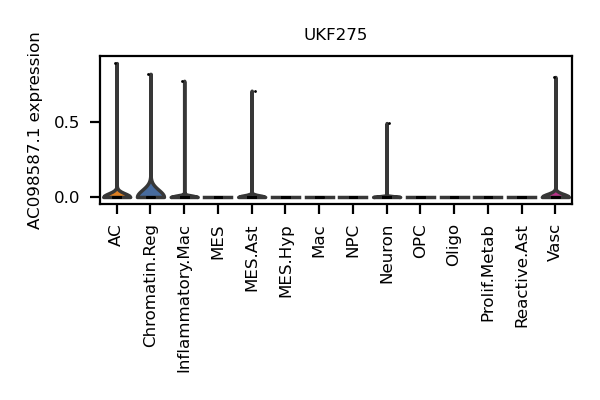 UKF275
AC098587.1 expression
0.5
0.0
AC
Chromatin.Reg
Inflammatory.Mac
MES
MES.Ast
MES.Hyp
Mac
NPC
Neuron
OPC
Oligo
Prolif.Metab
Reactive.Ast
Vasc